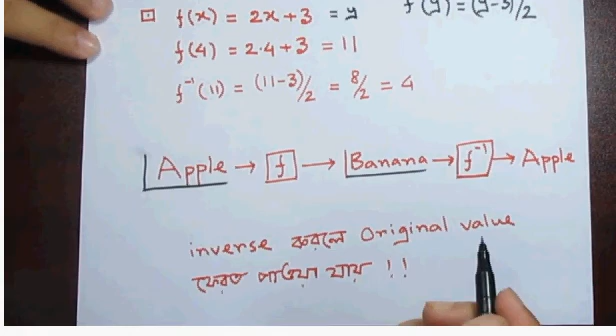 f(x) = 2x+3 = y
f⁻¹(y) = (y-3)/2
f(4) = 2·4+3 = 11
f⁻¹(11) = (11-3)/2 = 8/2 = 4
Apple → f → Banana → f⁻¹ → Apple
inverse করলে Original value
ফেরত পাওয়া যায় !!